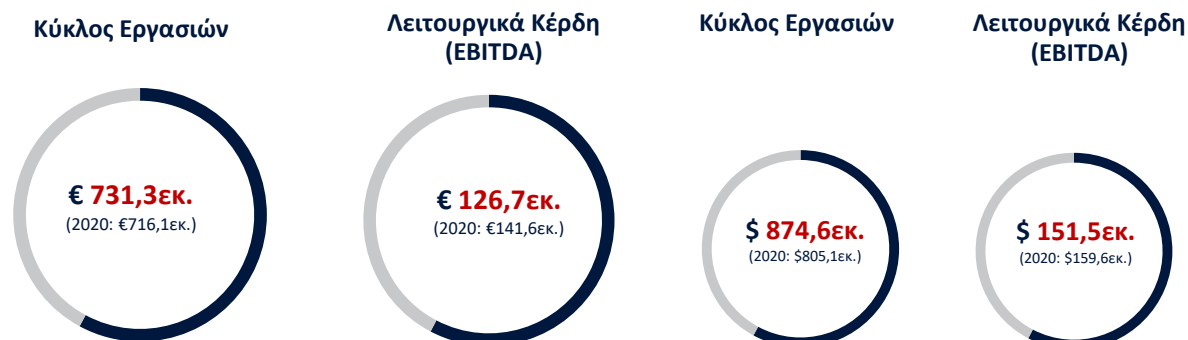 Κύκλος Εργασιών
Λειτουργικά Κέρδη
(EBITDA)
Κύκλος Εργασιών
Λειτουργικά Κέρδη
(EBITDA)
€ 731,3εκ.
(2020: €716,1εκ.)
€ 126,7εκ.
(2020: €141,6εκ.)
$ 874,6εκ.
(2020: $805,1εκ.)
$ 151,5εκ.
(2020: $159,6εκ.)